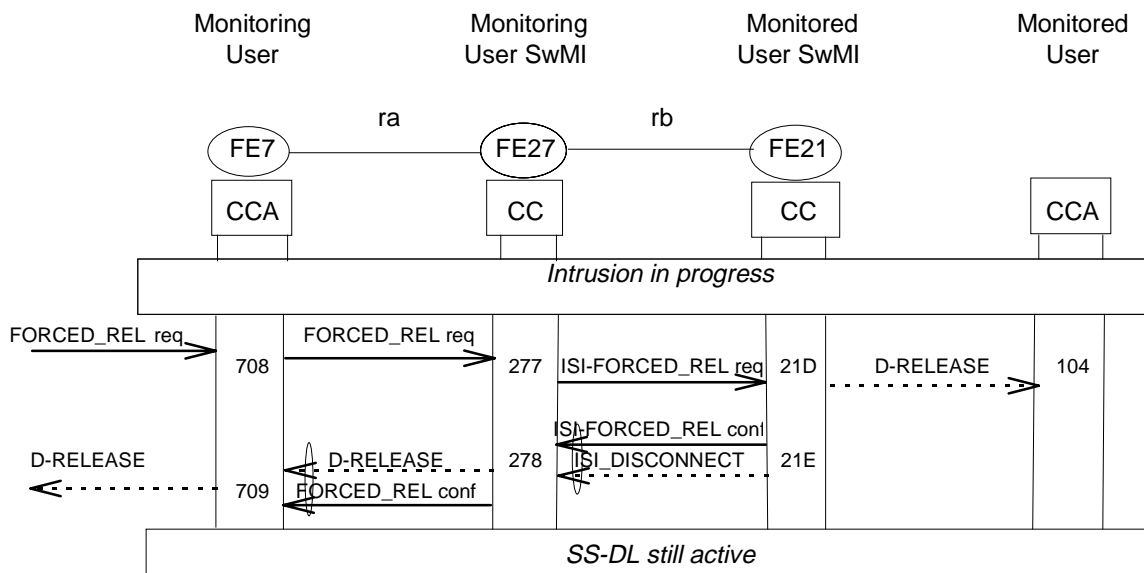 Monitoring User
Monitoring User SwMI
Monitored User SwMI
Monitored User
ra
rb
FE7
FE27
FE21
CCA
CC
CC
CCA
Intrusion in progress
FORCED_REL req
708
FORCED_REL req
277
ISI-FORCED_REL req
21D
D-RELEASE
104
ISI-FORCED_REL conf
D-RELEASE
709
D-RELEASE
278
ISI_DISCONNECT
21E
FORCED_REL conf
SS-DL still active